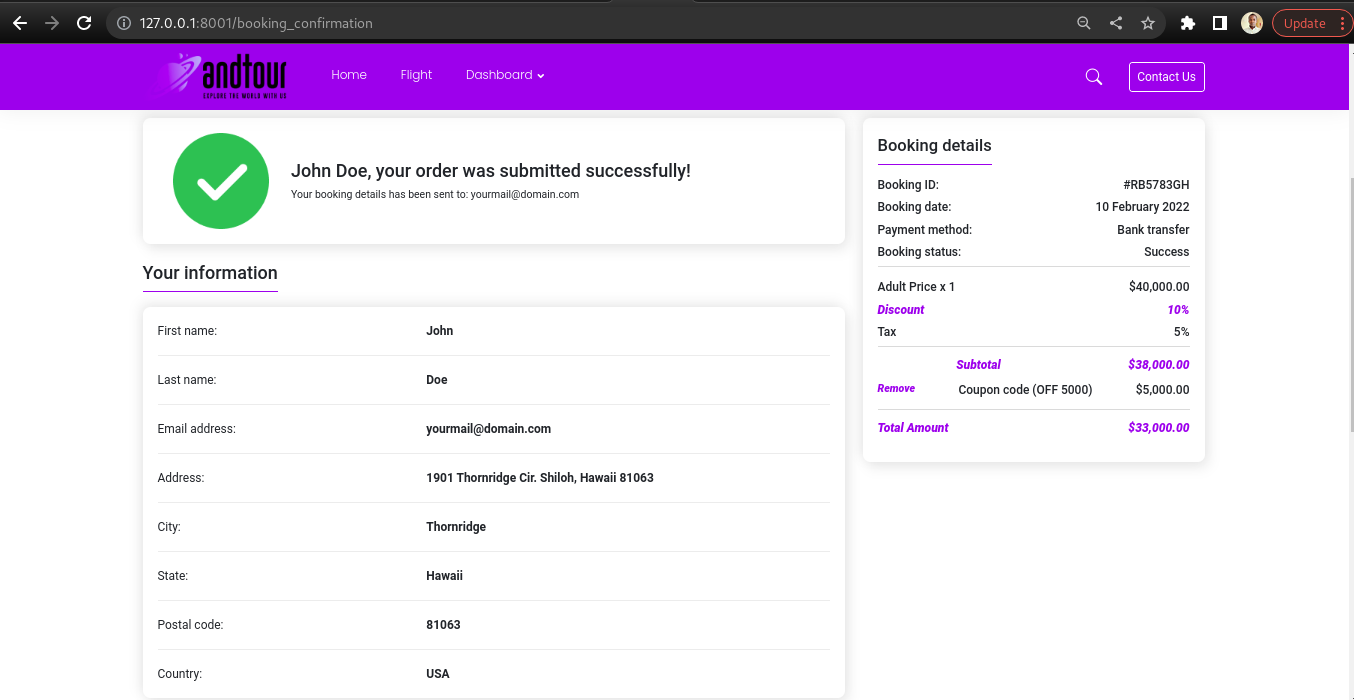 127.0.0.1:8001/booking_confirmation
Update
andtour
EXPLORE THE WORLD WITH US
Home
Flight
Dashboard
Contact Us
John Doe, your order was submitted successfully!
Your booking details has been sent to: yourmail@domain.com
Your information
First name: John
Last name: Doe
Email address: yourmail@domain.com
Address: 1901 Thornridge Cir. Shiloh, Hawaii 81063
City: Thornridge
State: Hawaii
Postal code: 81063
Country: USA
Booking details
Booking ID: #RB5783GH
Booking date: 10 February 2022
Payment method: Bank transfer
Booking status: Success
Adult Price x 1 $40,000.00
Discount 10%
Tax 5%
Subtotal $38,000.00
Remove Coupon code (OFF 5000) $5,000.00
Total Amount $33,000.00